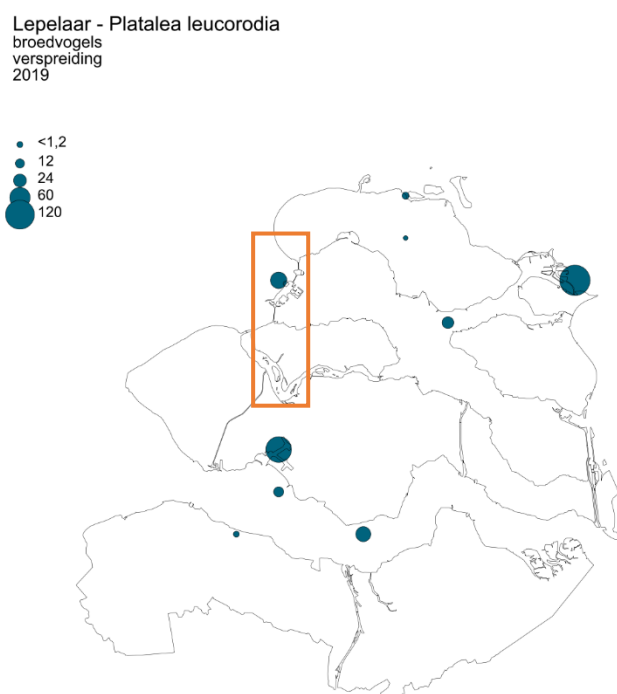 Lepelaar - Platalea leucorodia
broedvogels
verspreiding
2019
<1,2
12
24
60
120